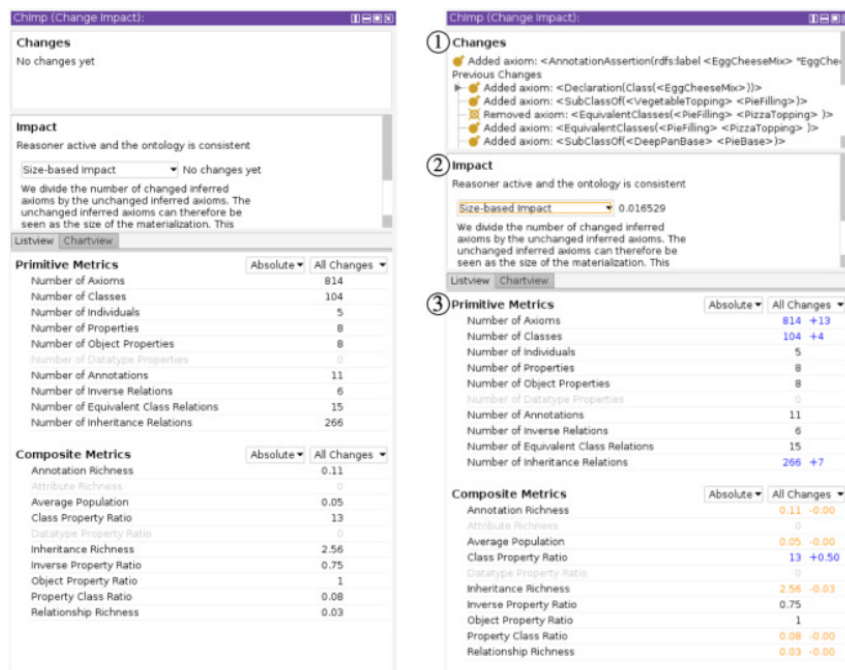 ChImp (Change Impact):
Changes
No changes yet
Impact
Reasoner active and the ontology is consistent
Size-based Impact No changes yet
We divide the number of changed inferred
axioms by the unchanged inferred axioms. The
unchanged inferred axioms can therefore be
seen as the size of the materialization. This
Listview Chartview
Primitive Metrics Absolute All Changes
Number of Axioms 814
Number of Classes 104
Number of Individuals 5
Number of Properties 8
Number of Object Properties 8
Number of Datatype Properties 0
Number of Annotations 11
Number of Inverse Relations 6
Number of Equivalent Class Relations 15
Number of Inheritance Relations 266
Composite Metrics Absolute All Changes
Annotation Richness 0.11
Attribute Richness 0
Average Population 0.05
Class Property Ratio 13
Datatype Property Ratio 0
Inheritance Richness 2.56
Inverse Property Ratio 0.75
Object Property Ratio 1
Property Class Ratio 0.08
Relationship Richness 0.03
ChImp (Change Impact):
1 Changes
Added axiom: <AnnotationAssertion(rdfs:label <EggCheeseMix> "EggChe
Previous Changes
Added axiom: <Declaration(Class(<EggCheeseMix>))>
Added axiom: <SubClassOf(<VegetableTopping> <PieFilling>)>
Removed axiom: <EquivalentClasses(<PieFilling> <PizzaTopping> )>
Added axiom: <EquivalentClasses(<PieFilling> <PizzaTopping> )>
Added axiom: <SubClassOf(<DeepPanBase> <PieBase>)>
2 Impact
Reasoner active and the ontology is consistent
Size-based Impact 0.016529
We divide the number of changed inferred
axioms by the unchanged inferred axioms. The
unchanged inferred axioms can therefore be
seen as the size of the materialization. This
Listview Chartview
3 Primitive Metrics Absolute All Changes
Number of Axioms 814 +13
Number of Classes 104 +4
Number of Individuals 5
Number of Properties 8
Number of Object Properties 8
Number of Datatype Properties 0
Number of Annotations 11
Number of Inverse Relations 6
Number of Equivalent Class Relations 15
Number of Inheritance Relations 266 +7
Composite Metrics Absolute All Changes
Annotation Richness 0.11 -0.00
Attribute Richness 0
Average Population 0.05 -0.00
Class Property Ratio 13 +0.50
Datatype Property Ratio 0
Inheritance Richness 2.56 -0.03
Inverse Property Ratio 0.75
Object Property Ratio 1
Property Class Ratio 0.08 -0.00
Relationship Richness 0.03 -0.00